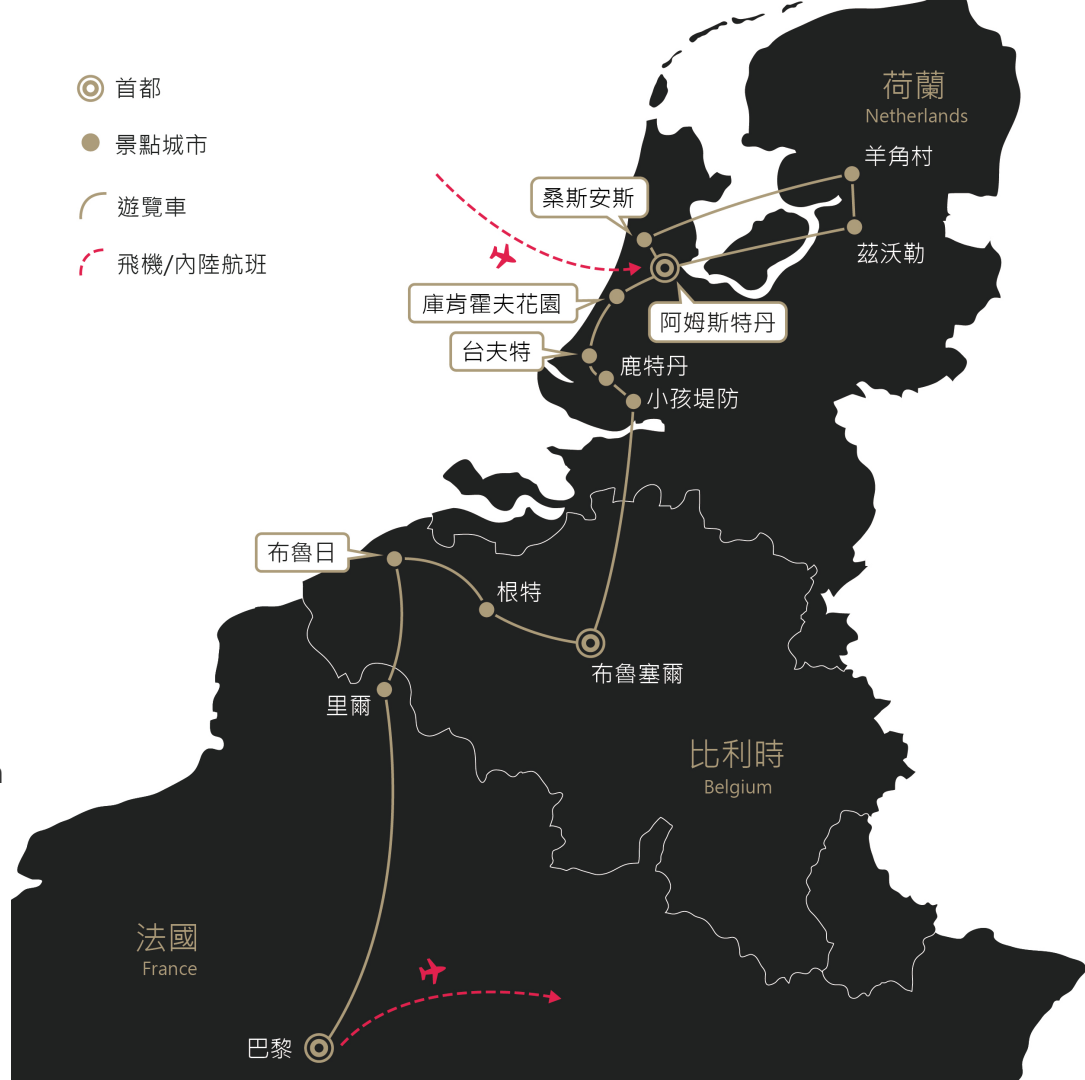 首都
景點城市
遊覽車
飛機/內陸航班
荷蘭
Netherlands
羊角村
桑斯安斯
茲沃勒
庫肯霍夫花園
阿姆斯特丹
台夫特
鹿特丹
小孩堤防
布魯日
根特
布魯塞爾
里爾
比利時
Belgium
法國
France
巴黎